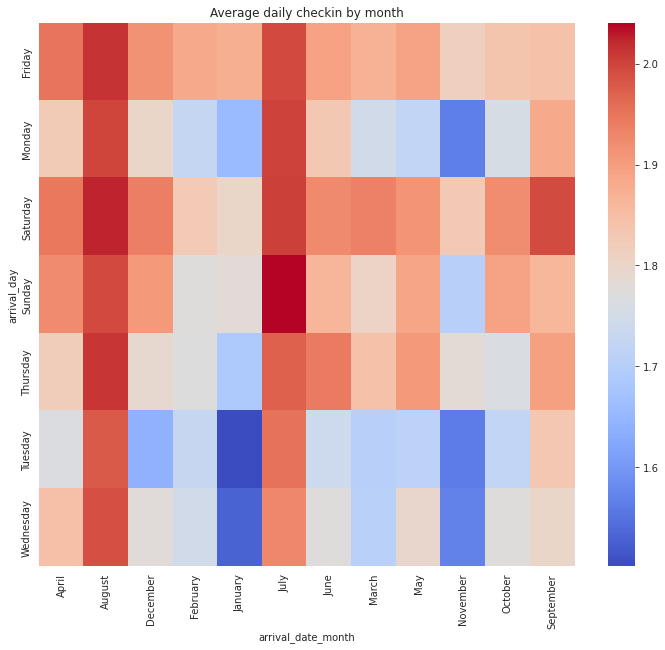 Average daily checkin by month
arrival_day
Friday
Monday
Saturday
Sunday
Thursday
Tuesday
Wednesday
April
August
December
February
January
July
June
March
May
November
October
September
arrival_date_month
2.0
1.9
1.8
1.7
1.6